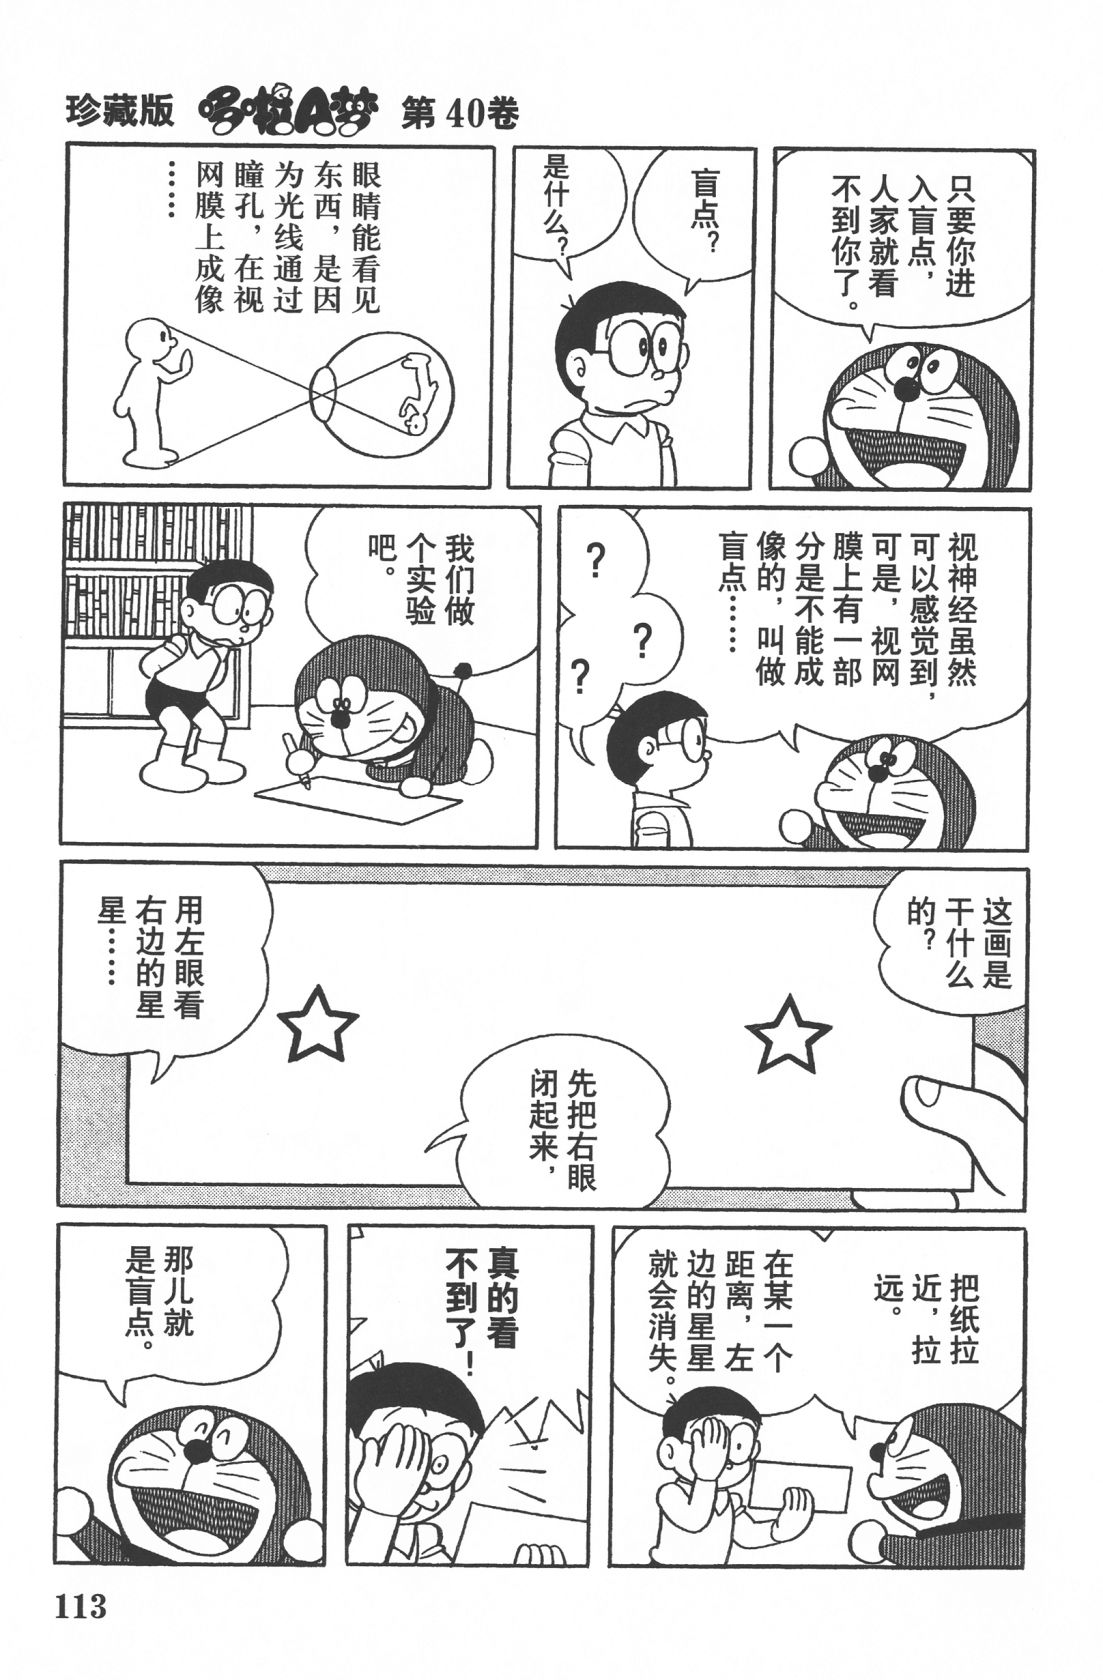 珍藏版 哆啦A梦 第40卷
只要你进
入盲点，
人家就看
不到你了。
盲点？
是什么？
眼睛能看见
东西，是因
为光线通过
瞳孔，在视
网膜上成像
……
视神经虽然
可以感觉到，
可是，视网
膜上有一部
分是不能成
像的，叫做
盲点……
？
？
？
我们做
个实验
吧。
这画是
干什么
的？
先把右眼
闭起来，
用左眼看
右边的星
星……
把纸拉
近，拉
远。
在某一个
距离，左
边的星星
就会消失。
真的看
不到了！
那儿就
是盲点。
113